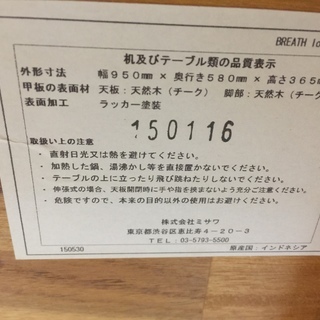 BREATH lo
机及びテーブル類の品質表示
外形寸法 幅950mm × 奥行き580mm × 高さ365m
甲板の表面材 天板：天然木（チーク） 脚部：天然木（チーク
表面加工 ラッカー塗装
150116
取扱い上の注意
・直射日光又は熱を避けてください。
・加熱した鍋、湯沸かし等を直接置かないでください。
・テーブルの上に立ったり飛び跳ねたりしないでください。
・伸張式の場合、天板開閉時に手や指を挟まないよう充分ご注意ください。
・危険ですので、本来の目的以外の使用はお避けください。
株式会社ミサワ
東京都渋谷区恵比寿4－20－3
TEL：03-5793-5500
150530 原産国：インドネシア